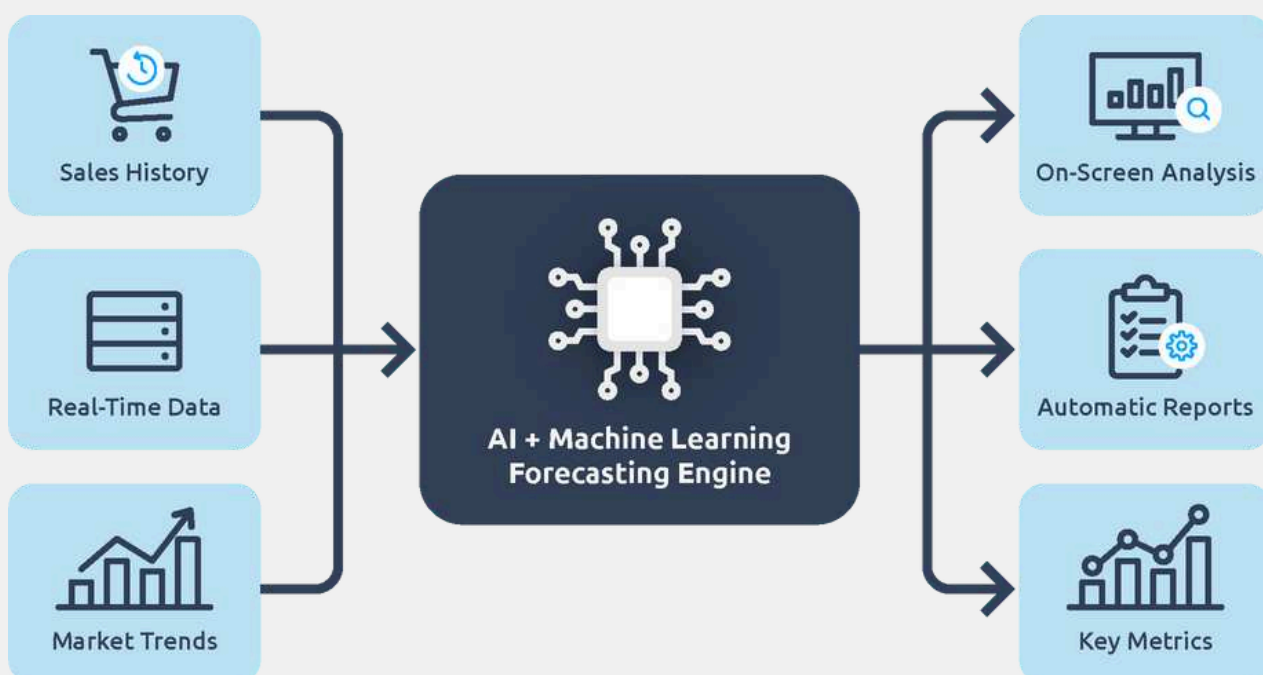 Sales History
Real-Time Data
Market Trends
AI + Machine Learning
Forecasting Engine
On-Screen Analysis
Automatic Reports
Key Metrics